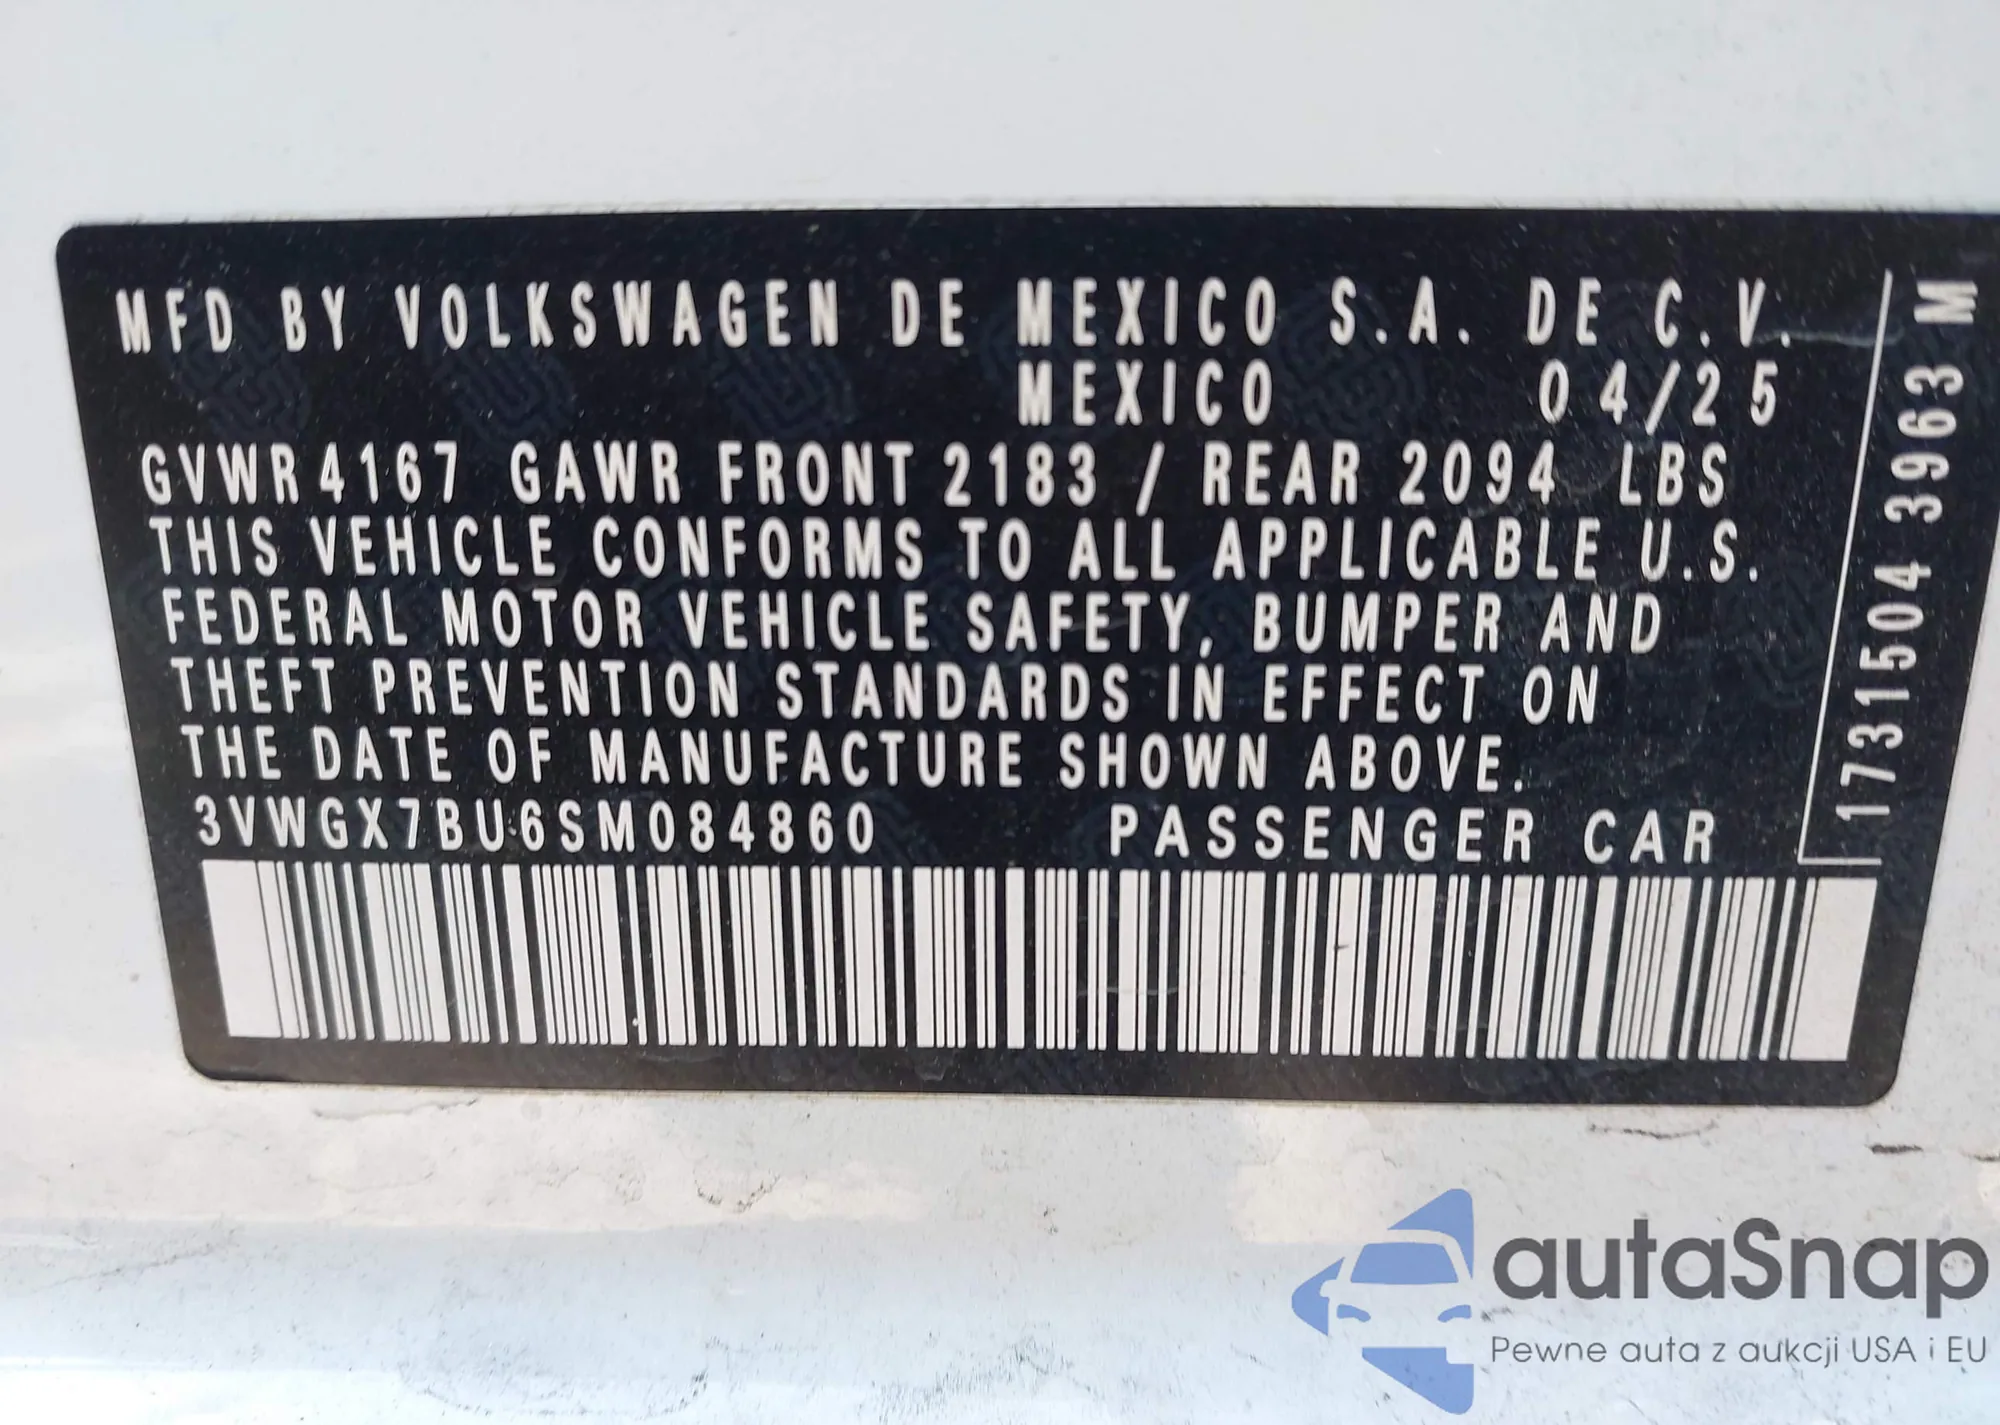 MFD BY VOLKSWAGEN DE MEXICO S.A. DE C.V.
MEXICO 04/25
GVWR 4167 GAWR FRONT 2183 / REAR 2094 LBS
THIS VEHICLE CONFORMS TO ALL APPLICABLE U.S.
FEDERAL MOTOR VEHICLE SAFETY, BUMPER AND
THEFT PREVENTION STANDARDS IN EFFECT ON
THE DATE OF MANUFACTURE SHOWN ABOVE.
3VWGX7BU6SM084860 PASSENGER CAR
1731504 3963 M
autaSnap
Pewne auta z aukcji USA i EU